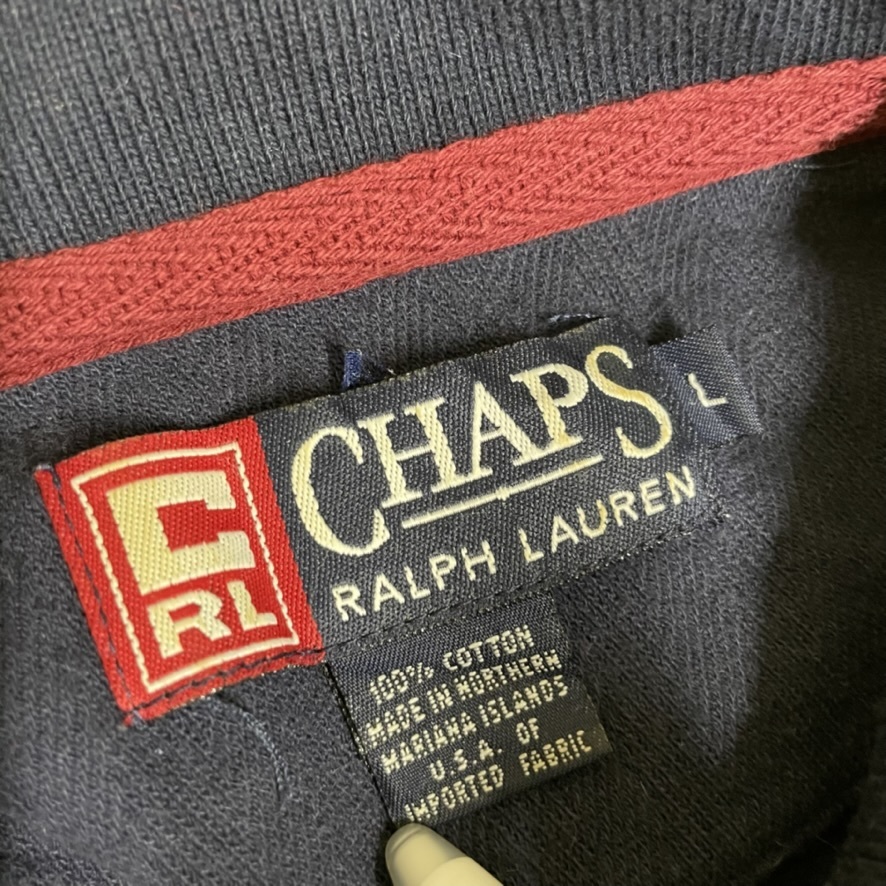 C
RL
CHAPS
RALPH LAUREN
L
100% COTTON
MADE IN NORTHERN
MARIANA ISLANDS
U.S.A. OF
IMPORTED FABRIC